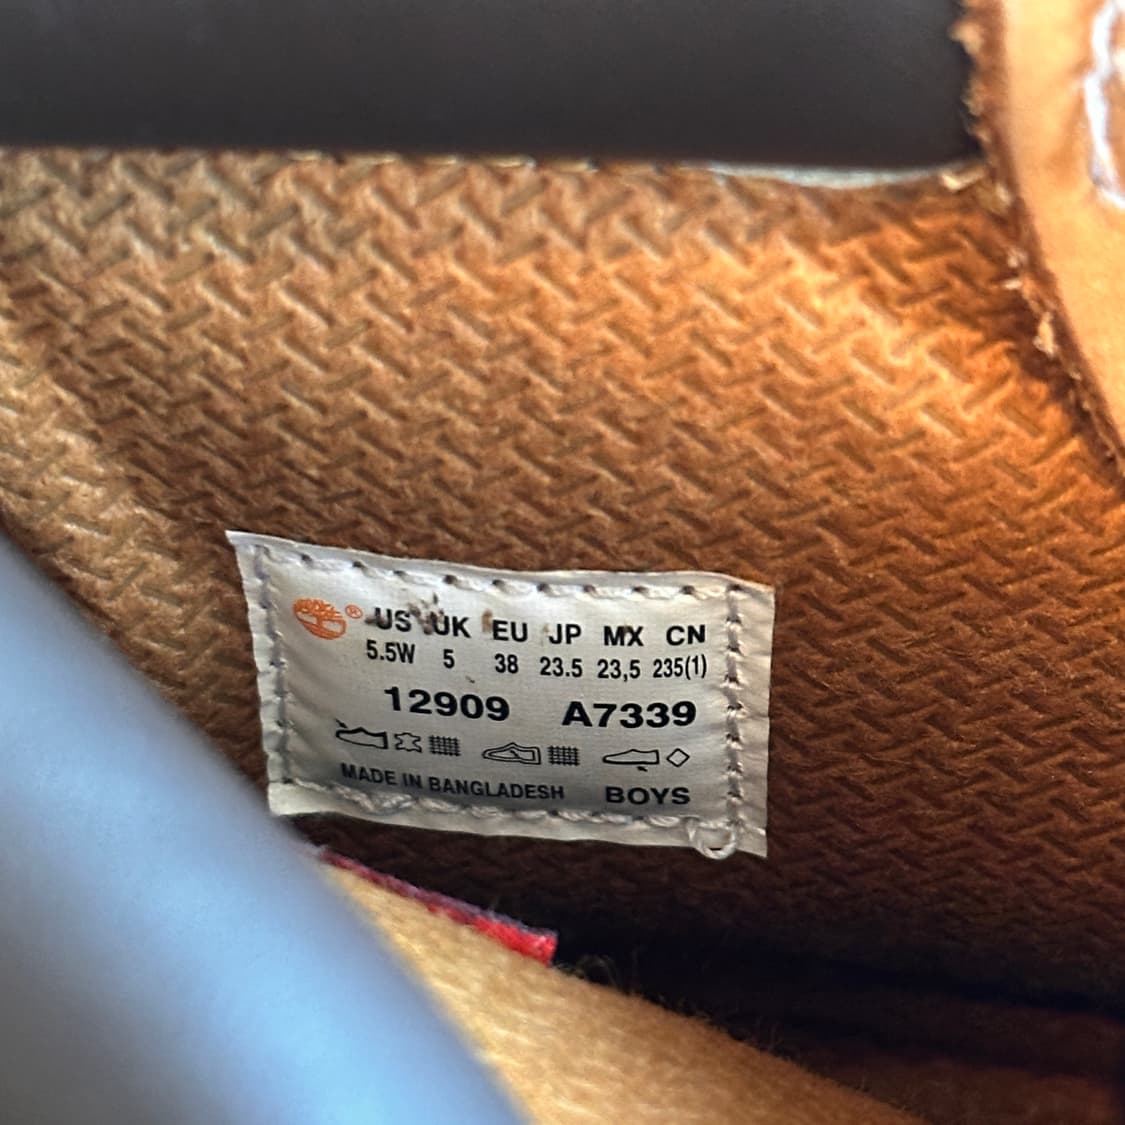 ® US UK EU JP MX CN
5.5W 5 38 23.5 23,5 235(1)
12909 A7339
MADE IN BANGLADESH BOYS